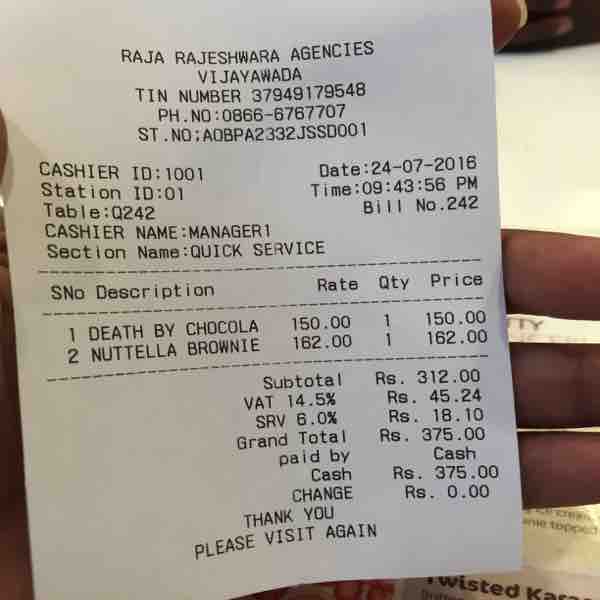 RAJA RAJESHWARA AGENCIES
VIJAYAWADA
TIN NUMBER 37949179548
PH.NO:0866-6767707
ST.NO:AOBPA2332JSSD001
CASHIER ID:1001 Date:24-07-2016
Station ID:01 Time:09:43:56 PM
Table:Q242 Bill No.242
CASHIER NAME:MANAGER1
Section Name:QUICK SERVICE
SNo Description Rate Qty Price
1 DEATH BY CHOCOLA 150.00 1 150.00
2 NUTTELLA BROWNIE 162.00 1 162.00
Subtotal Rs. 312.00
VAT 14.5% Rs. 45.24
SRV 6.0% Rs. 18.10
Grand Total Rs. 375.00
paid by Cash
Cash Rs. 375.00
CHANGE Rs. 0.00
THANK YOU
PLEASE VISIT AGAIN
topped
Twisted